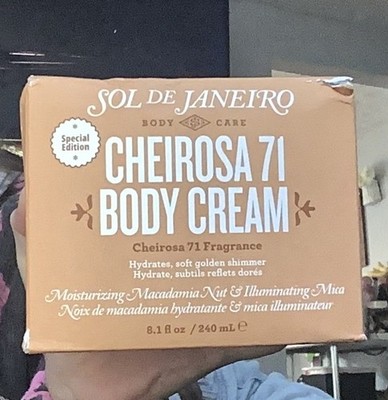 SOL DE JANEIRO
BODY CARE
Special
Edition
CHEIROSA 71
BODY CREAM
Cheirosa 71 Fragrance
Hydrates, soft golden shimmer
Hydrate, subtils reflets dorés
Moisturizing Macadamia Nut & Illuminating Mica
Noix de macadamia hydratante & mica illuminateur
8.1 fl oz / 240 mL ℮